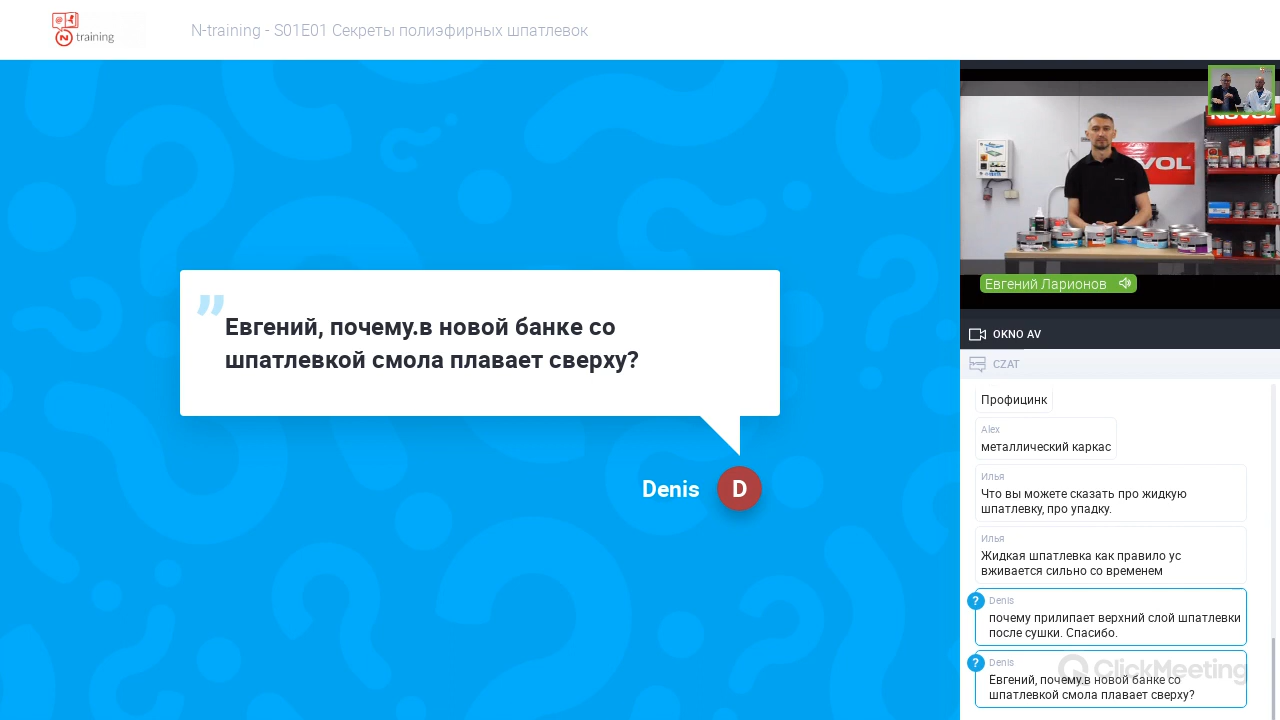 N training
N-training - S01E01 Секреты полиэфирных шпатлевок
Евгений, почему.в новой банке со
шпатлевкой смола плавает сверху?
Denis
D
NOVOL
VOL
Евгений Ларионов
OKNO AV
CZAT
Профицинк
Alex
металлический каркас
Илья
Что вы можете сказать про жидкую
шпатлевку, про упадку.
Илья
Жидкая шпатлевка как правило ус
вживается сильно со временем
?
Denis
почему прилипает верхний слой шпатлевки
после сушки. Спасибо.
?
Denis
Евгений, почему.в новой банке со
шпатлевкой смола плавает сверху?
ClickMeeting